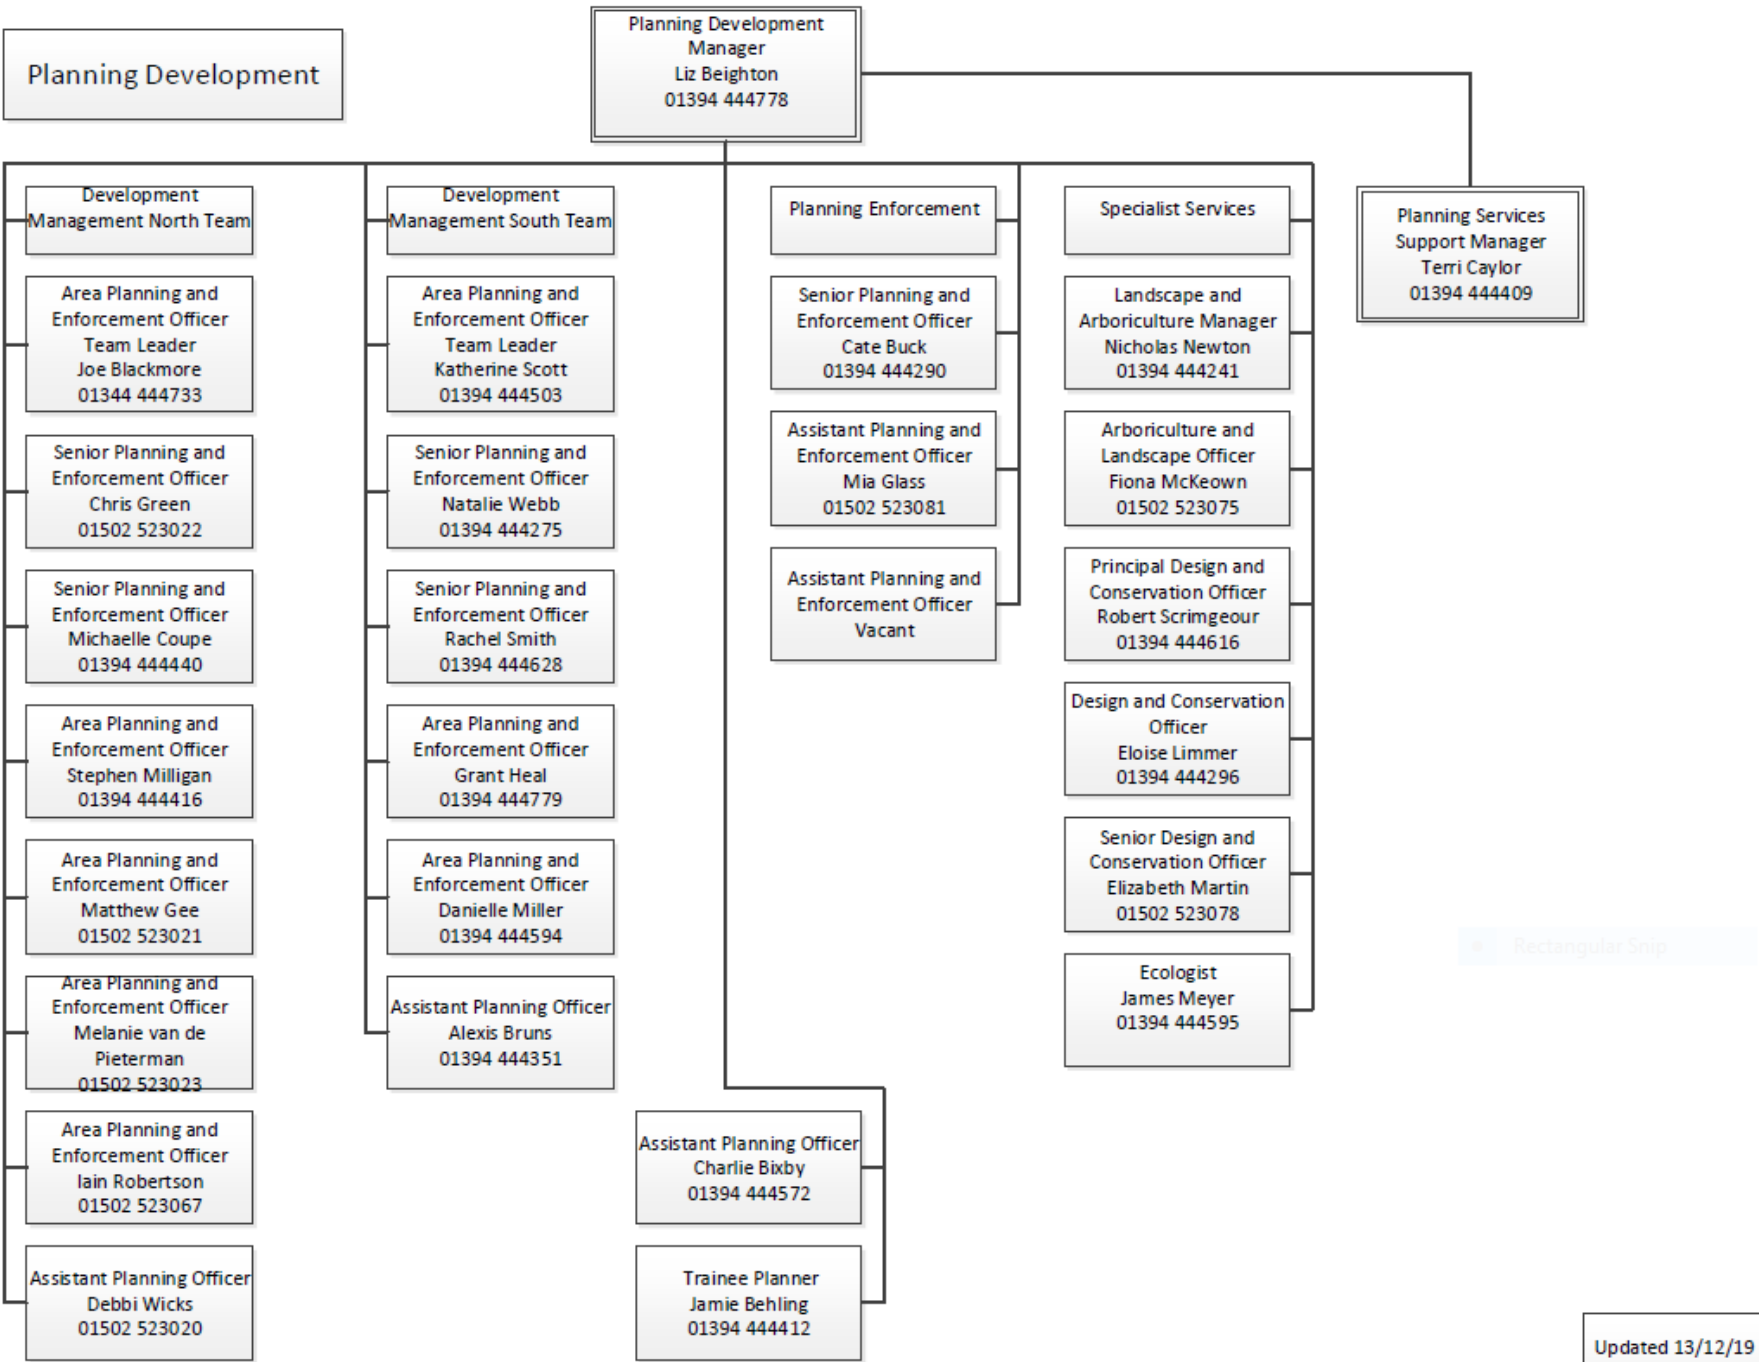 Planning Development
Planning Development
Manager
Liz Beighton
01394 444778
Development
Management North Team
Area Planning and
Enforcement Officer
Team Leader
Joe Blackmore
01344 444733
Senior Planning and
Enforcement Officer
Chris Green
01502 523022
Senior Planning and
Enforcement Officer
Michaelle Coupe
01394 444440
Area Planning and
Enforcement Officer
Stephen Milligan
01394 444416
Area Planning and
Enforcement Officer
Matthew Gee
01502 523021
Area Planning and
Enforcement Officer
Melanie van de
Pieterman
01502 523023
Area Planning and
Enforcement Officer
Iain Robertson
01502 523067
Assistant Planning Officer
Debbi Wicks
01502 523020
Development
Management South Team
Area Planning and
Enforcement Officer
Team Leader
Katherine Scott
01394 444503
Senior Planning and
Enforcement Officer
Natalie Webb
01394 444275
Senior Planning and
Enforcement Officer
Rachel Smith
01394 444628
Area Planning and
Enforcement Officer
Grant Heal
01394 444779
Area Planning and
Enforcement Officer
Danielle Miller
01394 444594
Assistant Planning Officer
Alexis Bruns
01394 444351
Assistant Planning Officer
Charlie Bixby
01394 444572
Trainee Planner
Jamie Behling
01394 444412
Planning Enforcement
Senior Planning and
Enforcement Officer
Cate Buck
01394 444290
Assistant Planning and
Enforcement Officer
Mia Glass
01502 523081
Assistant Planning and
Enforcement Officer
Vacant
Specialist Services
Landscape and
Arboriculture Manager
Nicholas Newton
01394 444241
Arboriculture and
Landscape Officer
Fiona McKeown
01502 523075
Principal Design and
Conservation Officer
Robert Scrimgeour
01394 444616
Design and Conservation
Officer
Eloise Limmer
01394 444296
Senior Design and
Conservation Officer
Elizabeth Martin
01502 523078
Ecologist
James Meyer
01394 444595
Planning Services
Support Manager
Terri Caylor
01394 444409
Rectangular Snip
Updated 13/12/19